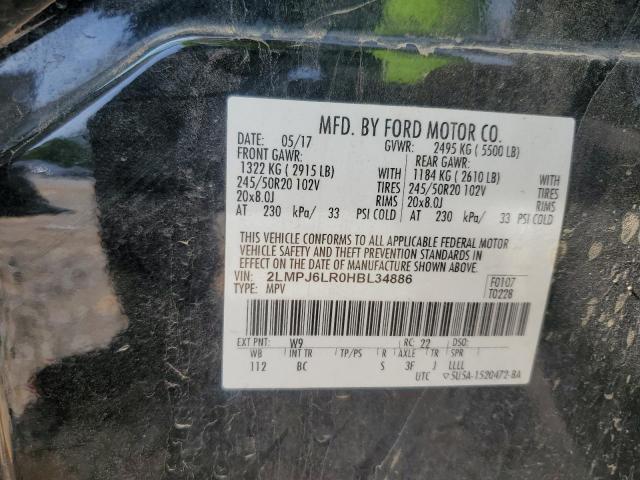 MFD. BY FORD MOTOR CO.
DATE: 05/17 GVWR: 2495 KG ( 5500 LB)
FRONT GAWR: REAR GAWR:
1322 KG ( 2915 LB) WITH 1184 KG ( 2610 LB) WITH
245/50R20 102V TIRES 245/50R20 102V TIRES
20x8.0J RIMS 20x8.0J RIMS
AT 230 kPa/ 33 PSI COLD AT 230 kPa/ 33 PSI COLD
THIS VEHICLE CONFORMS TO ALL APPLICABLE FEDERAL MOTOR
VEHICLE SAFETY AND THEFT PREVENTION STANDARDS IN
EFFECT ON THE DATE OF MANUFACTURE SHOWN ABOVE.
VIN: 2LMPJ6LR0HBL34886 F0107
TYPE: MPV T0228
EXT PNT: W9 RC: 22 DSO:
WB INT TR TP/PS R AXLE TR SPR
112 BC S 3F J LLLL
UTC ▽5U5A-1520472-BA